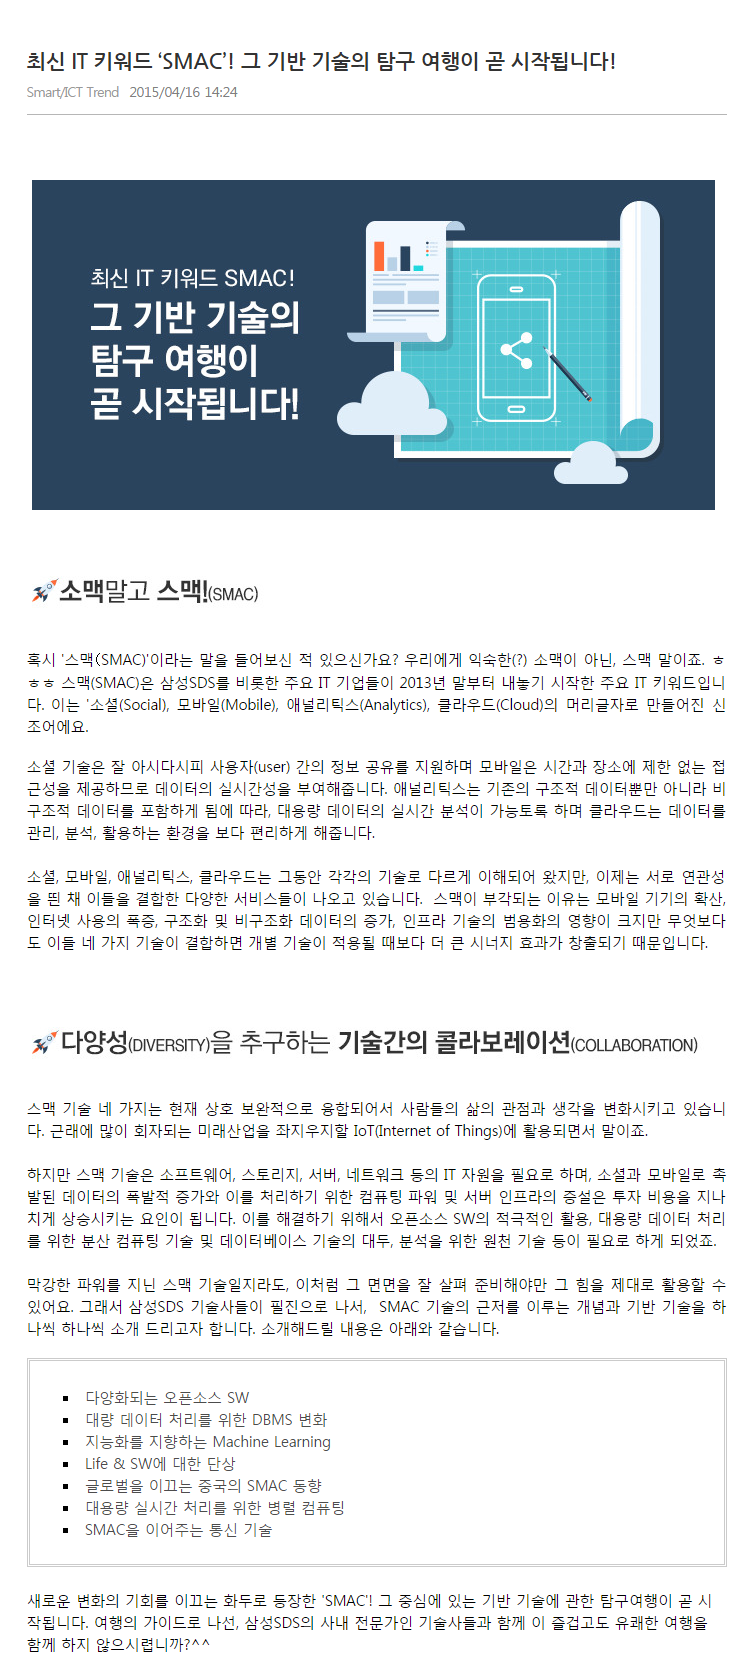 최신 IT 키워드 ‘SMAC’! 그 기반 기술의 탐구 여행이 곧 시작됩니다!
Smart/ICT Trend 2015/04/16 14:24
최신 IT 키워드 SMAC!
그 기반 기술의
탐구 여행이
곧 시작됩니다!
소맥말고 스맥!(SMAC)
혹시 '스맥(SMAC)'이라는 말을 들어보신 적 있으신가요? 우리에게 익숙한(?) 소맥이 아닌, 스맥 말이죠. ㅎ
ㅎㅎ 스맥(SMAC)은 삼성SDS를 비롯한 주요 IT 기업들이 2013년 말부터 내놓기 시작한 주요 IT 키워드입니
다. 이는 '소셜(Social), 모바일(Mobile), 애널리틱스(Analytics), 클라우드(Cloud)의 머리글자로 만들어진 신
조어에요.
소셜 기술은 잘 아시다시피 사용자(user) 간의 정보 공유를 지원하며 모바일은 시간과 장소에 제한 없는 접
근성을 제공하므로 데이터의 실시간성을 부여해줍니다. 애널리틱스는 기존의 구조적 데이터뿐만 아니라 비
구조적 데이터를 포함하게 됨에 따라, 대용량 데이터의 실시간 분석이 가능토록 하며 클라우드는 데이터를
관리, 분석, 활용하는 환경을 보다 편리하게 해줍니다.
소셜, 모바일, 애널리틱스, 클라우드는 그동안 각각의 기술로 다르게 이해되어 왔지만, 이제는 서로 연관성
을 띈 채 이들을 결합한 다양한 서비스들이 나오고 있습니다. 스맥이 부각되는 이유는 모바일 기기의 확산,
인터넷 사용의 폭증, 구조화 및 비구조화 데이터의 증가, 인프라 기술의 범용화의 영향이 크지만 무엇보다
도 이들 네 가지 기술이 결합하면 개별 기술이 적용될 때보다 더 큰 시너지 효과가 창출되기 때문입니다.
다양성(DIVERSITY)을 추구하는 기술간의 콜라보레이션(COLLABORATION)
스맥 기술 네 가지는 현재 상호 보완적으로 융합되어서 사람들의 삶의 관점과 생각을 변화시키고 있습니
다. 근래에 많이 회자되는 미래산업을 좌지우지할 IoT(Internet of Things)에 활용되면서 말이죠.
하지만 스맥 기술은 소프트웨어, 스토리지, 서버, 네트워크 등의 IT 자원을 필요로 하며, 소셜과 모바일로 촉
발된 데이터의 폭발적 증가와 이를 처리하기 위한 컴퓨팅 파워 및 서버 인프라의 증설은 투자 비용을 지나
치게 상승시키는 요인이 됩니다. 이를 해결하기 위해서 오픈소스 SW의 적극적인 활용, 대용량 데이터 처리
를 위한 분산 컴퓨팅 기술 및 데이터베이스 기술의 대두, 분석을 위한 원천 기술 등이 필요로 하게 되었죠.
막강한 파워를 지닌 스맥 기술일지라도, 이처럼 그 면면을 잘 살펴 준비해야만 그 힘을 제대로 활용할 수
있어요. 그래서 삼성SDS 기술사들이 필진으로 나서, SMAC 기술의 근저를 이루는 개념과 기반 기술을 하
나씩 하나씩 소개 드리고자 합니다. 소개해드릴 내용은 아래와 같습니다.
▪ 다양화되는 오픈소스 SW
▪ 대량 데이터 처리를 위한 DBMS 변화
▪ 지능화를 지향하는 Machine Learning
▪ Life & SW에 대한 단상
▪ 글로벌을 이끄는 중국의 SMAC 동향
▪ 대용량 실시간 처리를 위한 병렬 컴퓨팅
▪ SMAC을 이어주는 통신 기술
새로운 변화의 기회를 이끄는 화두로 등장한 'SMAC'! 그 중심에 있는 기반 기술에 관한 탐구여행이 곧 시
작됩니다. 여행의 가이드로 나선, 삼성SDS의 사내 전문가인 기술사들과 함께 이 즐겁고도 유쾌한 여행을
함께 하지 않으시렵니까?^^